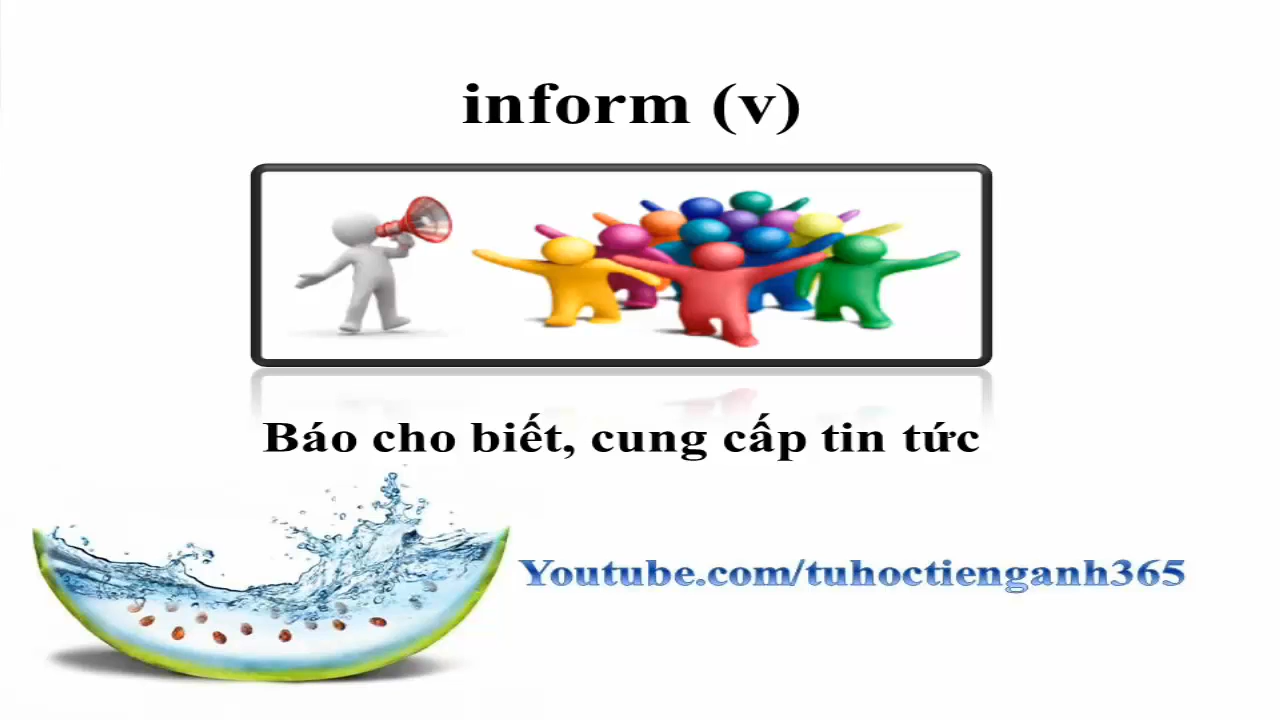 inform (v)
Báo cho biết, cung cấp tin tức
Youtube.com/tuhoctienganh365